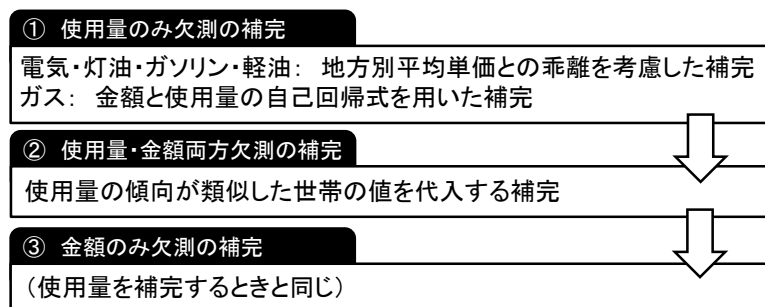 ① 使用量のみ欠測の補完
電気・灯油・ガソリン・軽油： 地方別平均単価との乖離を考慮した補完
ガス： 金額と使用量の自己回帰式を用いた補完
② 使用量・金額両方欠測の補完
使用量の傾向が類似した世帯の値を代入する補完
③ 金額のみ欠測の補完
（使用量を補完するときと同じ）